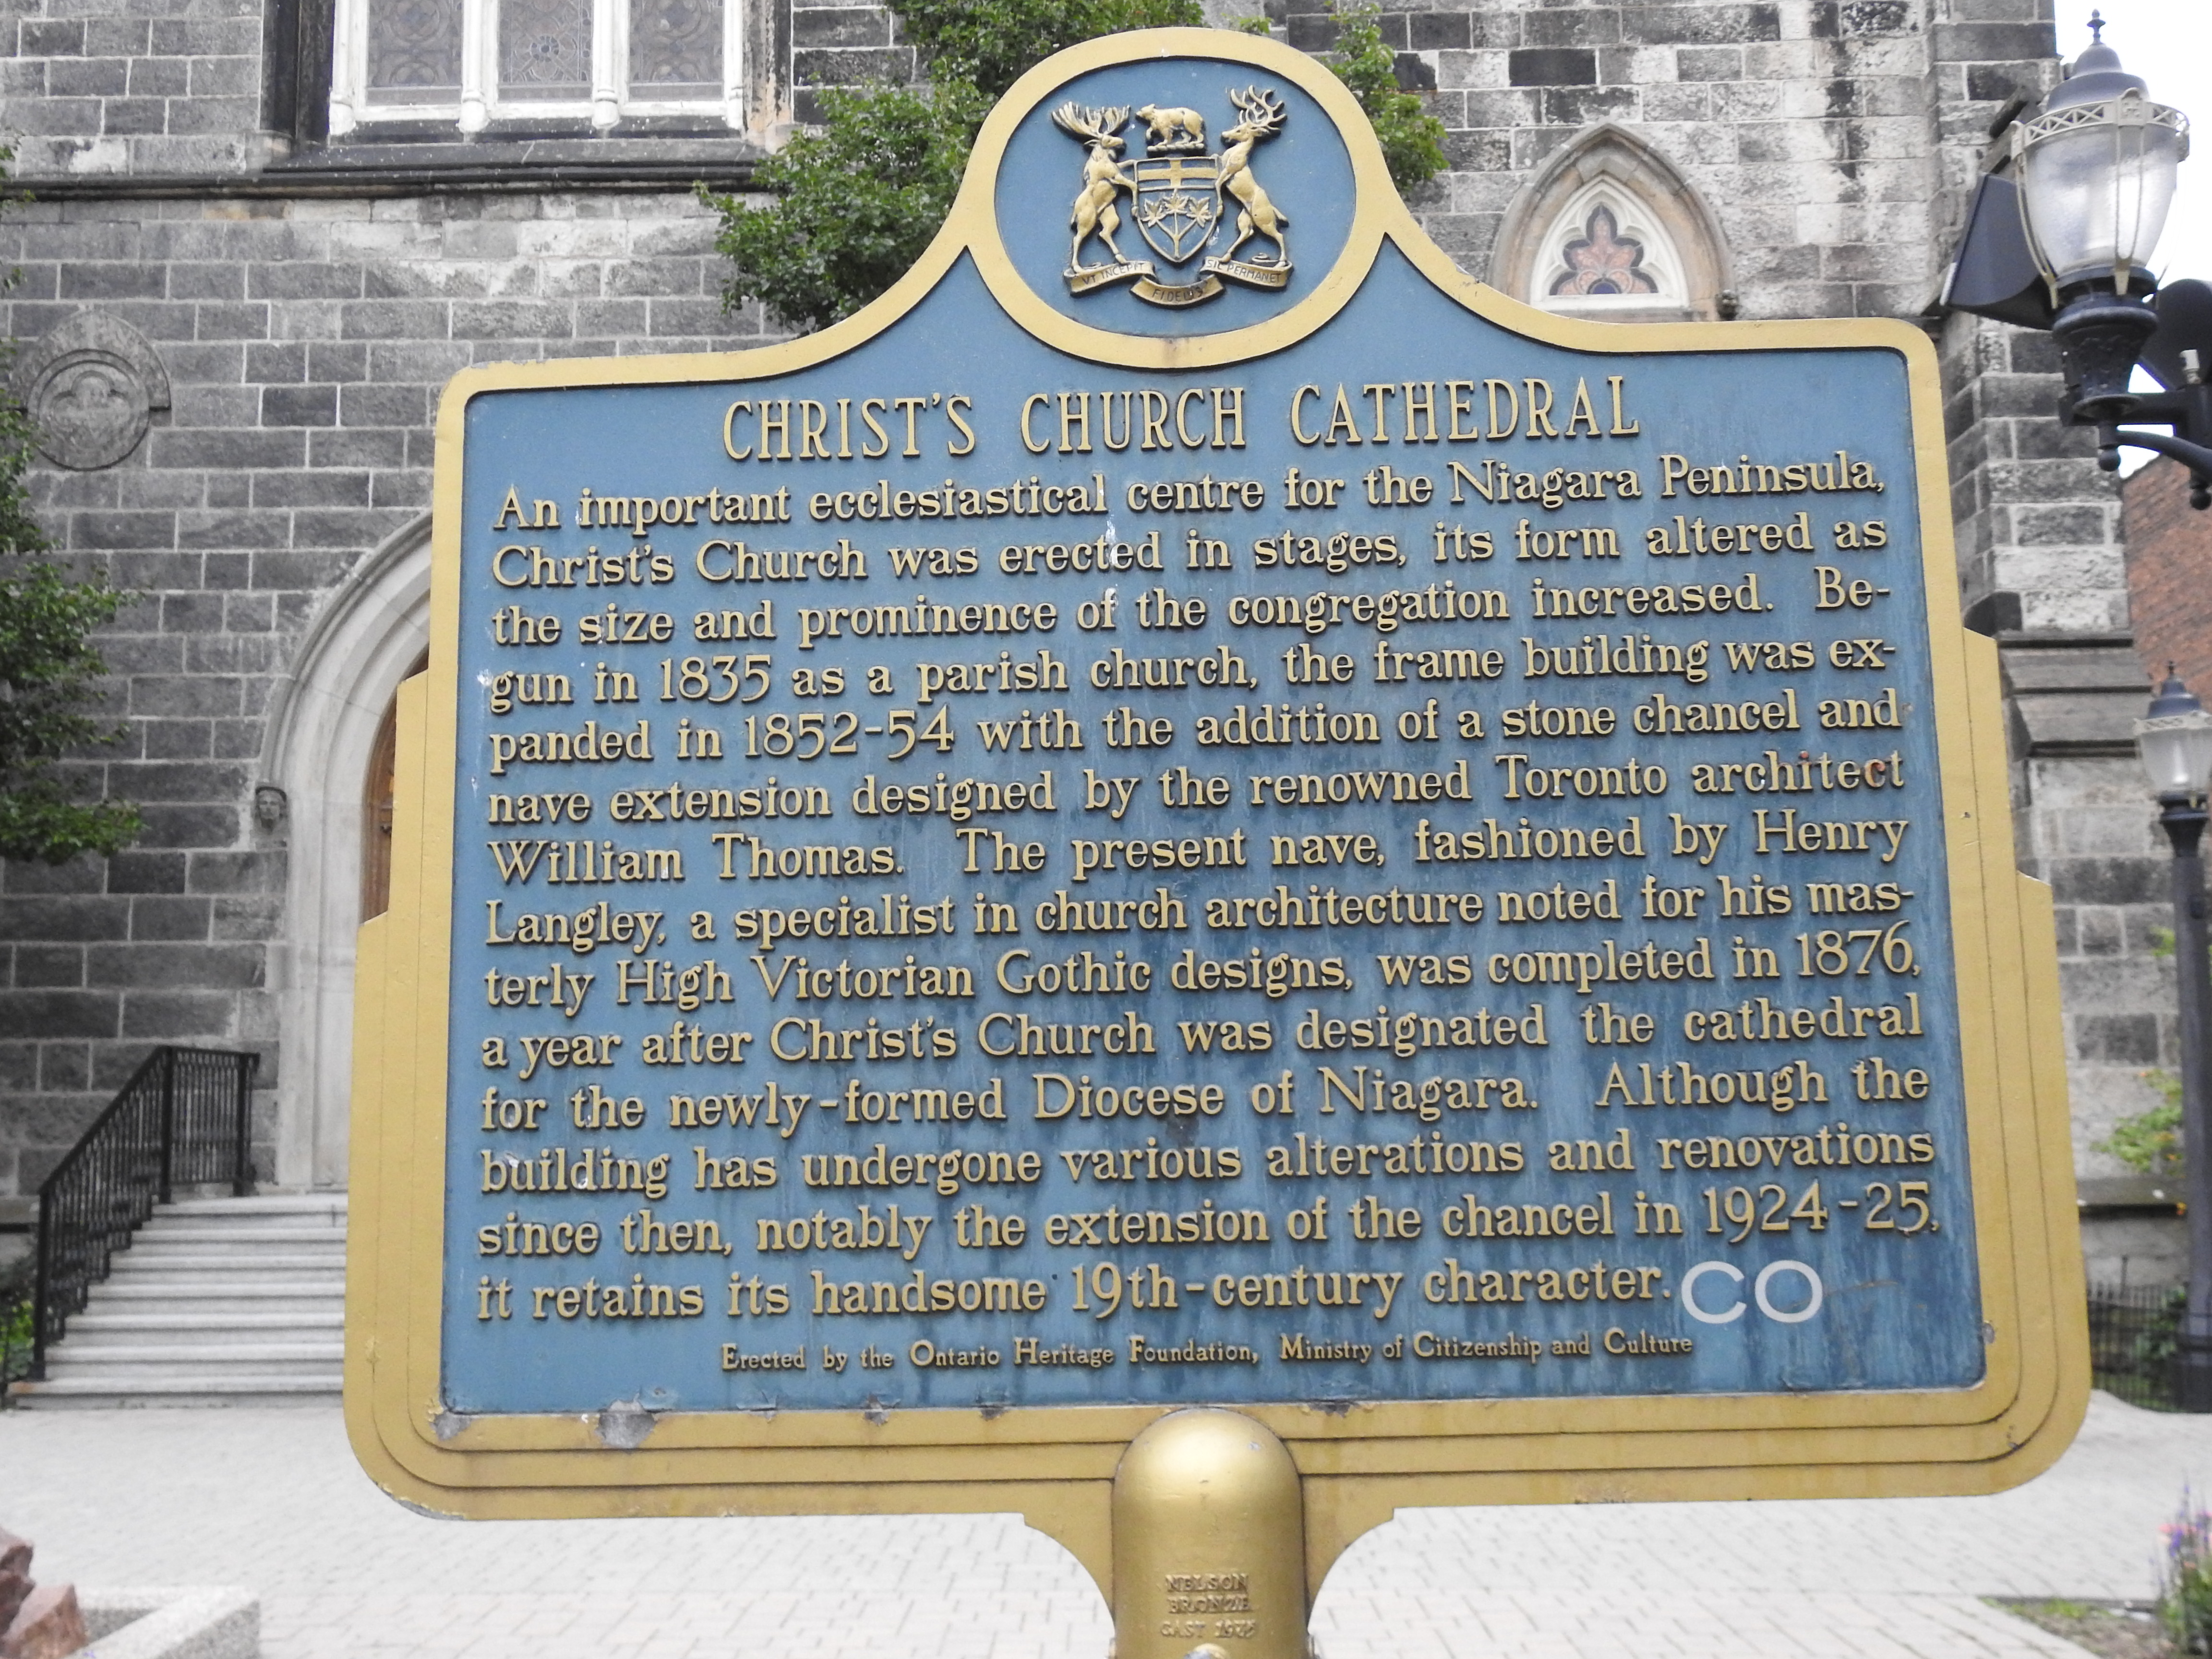 VT INCEPIT
SIC PERMANET
FIDELIS
CHRIST'S CHURCH CATHEDRAL
An important ecclesiastical centre for the Niagara Peninsula,
Christ's Church was erected in stages, its form altered as
the size and prominence of the congregation increased. Be-
gun in 1835 as a parish church, the frame building was ex-
panded in 1852-54 with the addition of a stone chancel and
nave extension designed by the renowned Toronto architect
William Thomas. The present nave, fashioned by Henry
Langley, a specialist in church architecture noted for his mas-
terly High Victorian Gothic designs, was completed in 1876,
a year after Christ's Church was designated the cathedral
for the newly-formed Diocese of Niagara. Although the
building has undergone various alterations and renovations
since then, notably the extension of the chancel in 1924-25,
it retains its handsome 19th-century character. CO
Erected by the Ontario Heritage Foundation, Ministry of Citizenship and Culture
NELSON
BRONZE
CAST